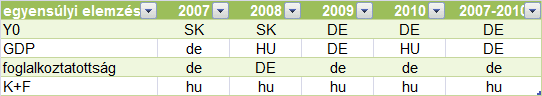 egyensúlyi elemzés 2007 2008 2009 2010 2007-2010
Y0 SK SK DE DE DE
GDP de HU DE HU DE
foglalkoztatottság de DE de de de
K+F hu hu hu hu hu